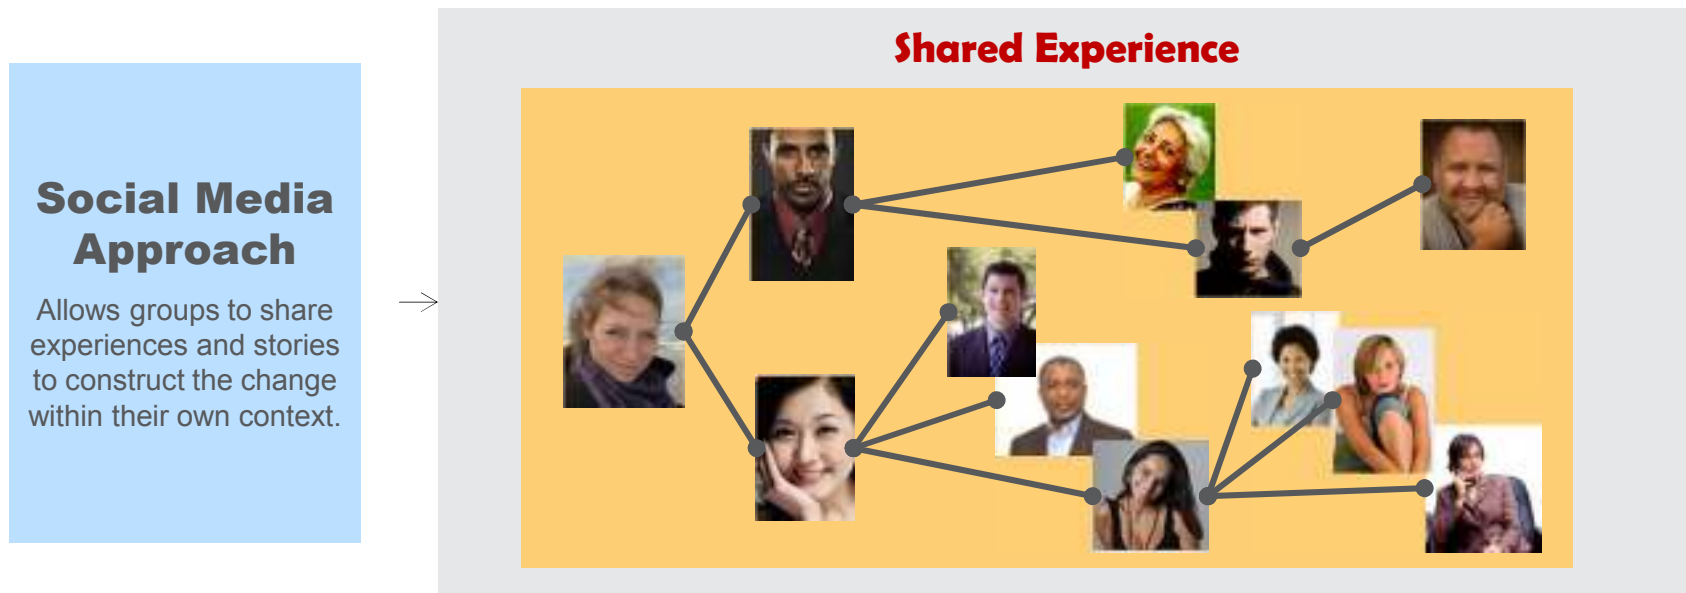 Shared Experience
Social Media
Approach
Allows groups to share
experiences and stories
to construct the change
within their own context.